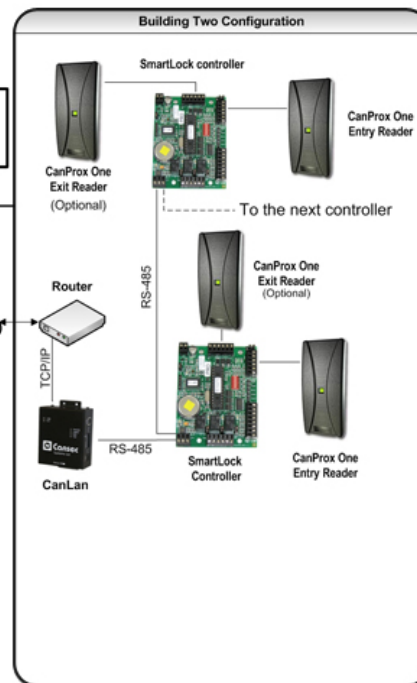 Building Two Configuration
SmartLock controller
CanProx One
Exit Reader
(Optional)
CanProx One
Entry Reader
To the next controller
RS-485
CanProx One
Exit Reader
(Optional)
Router
TCP/IP
Cansec
CanLan
RS-485
SmartLock
Controller
CanProx One
Entry Reader